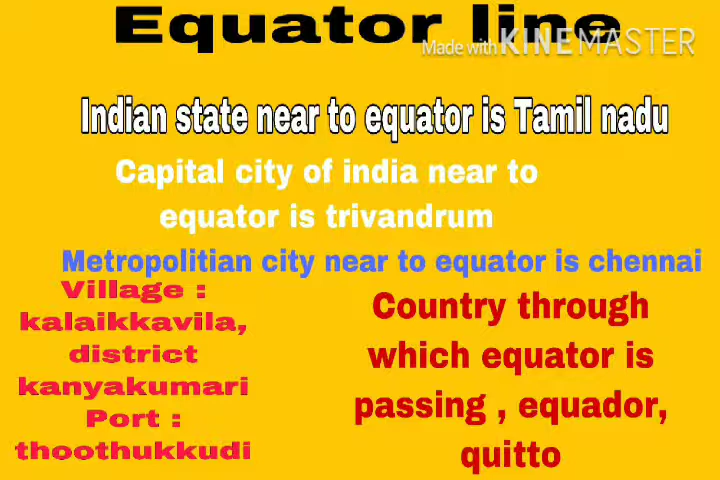 Equator line
Made with KINEMASTER
Indian state near to equator is Tamil nadu
Capital city of india near to
equator is trivandrum
Metropolitian city near to equator is chennai
Village :
kalaikkavila,
district
kanyakumari
Port :
thoothukkudi
Country through
which equator is
passing , equador,
quitto